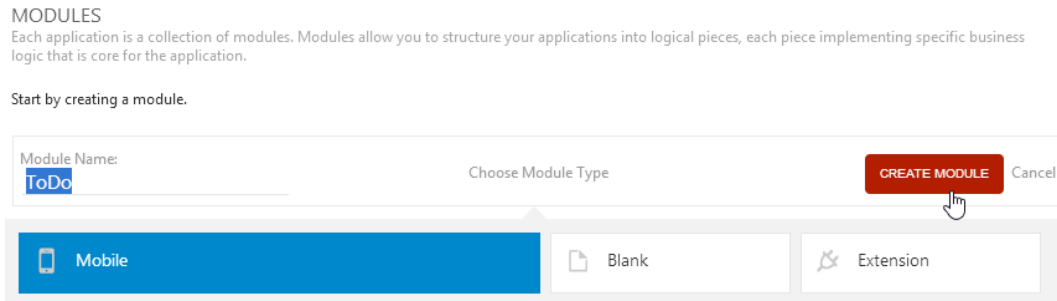 MODULES
Each application is a collection of modules. Modules allow you to structure your applications into logical pieces, each piece implementing specific business
logic that is core for the application.
Start by creating a module.
Module Name:
ToDo
Choose Module Type
CREATE MODULE
Cancel
Mobile
Blank
Extension